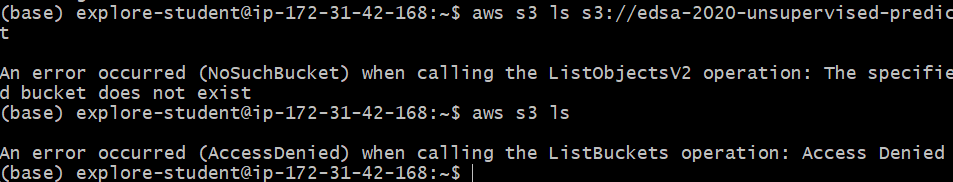 (base) explore-student@ip-172-31-42-168:~$ aws s3 ls s3://edsa-2020-unsupervised-predic
t
An error occurred (NoSuchBucket) when calling the ListObjectsV2 operation: The specifie
d bucket does not exist
(base) explore-student@ip-172-31-42-168:~$ aws s3 ls
An error occurred (AccessDenied) when calling the ListBuckets operation: Access Denied
(base) explore-student@ip-172-31-42-168:~$